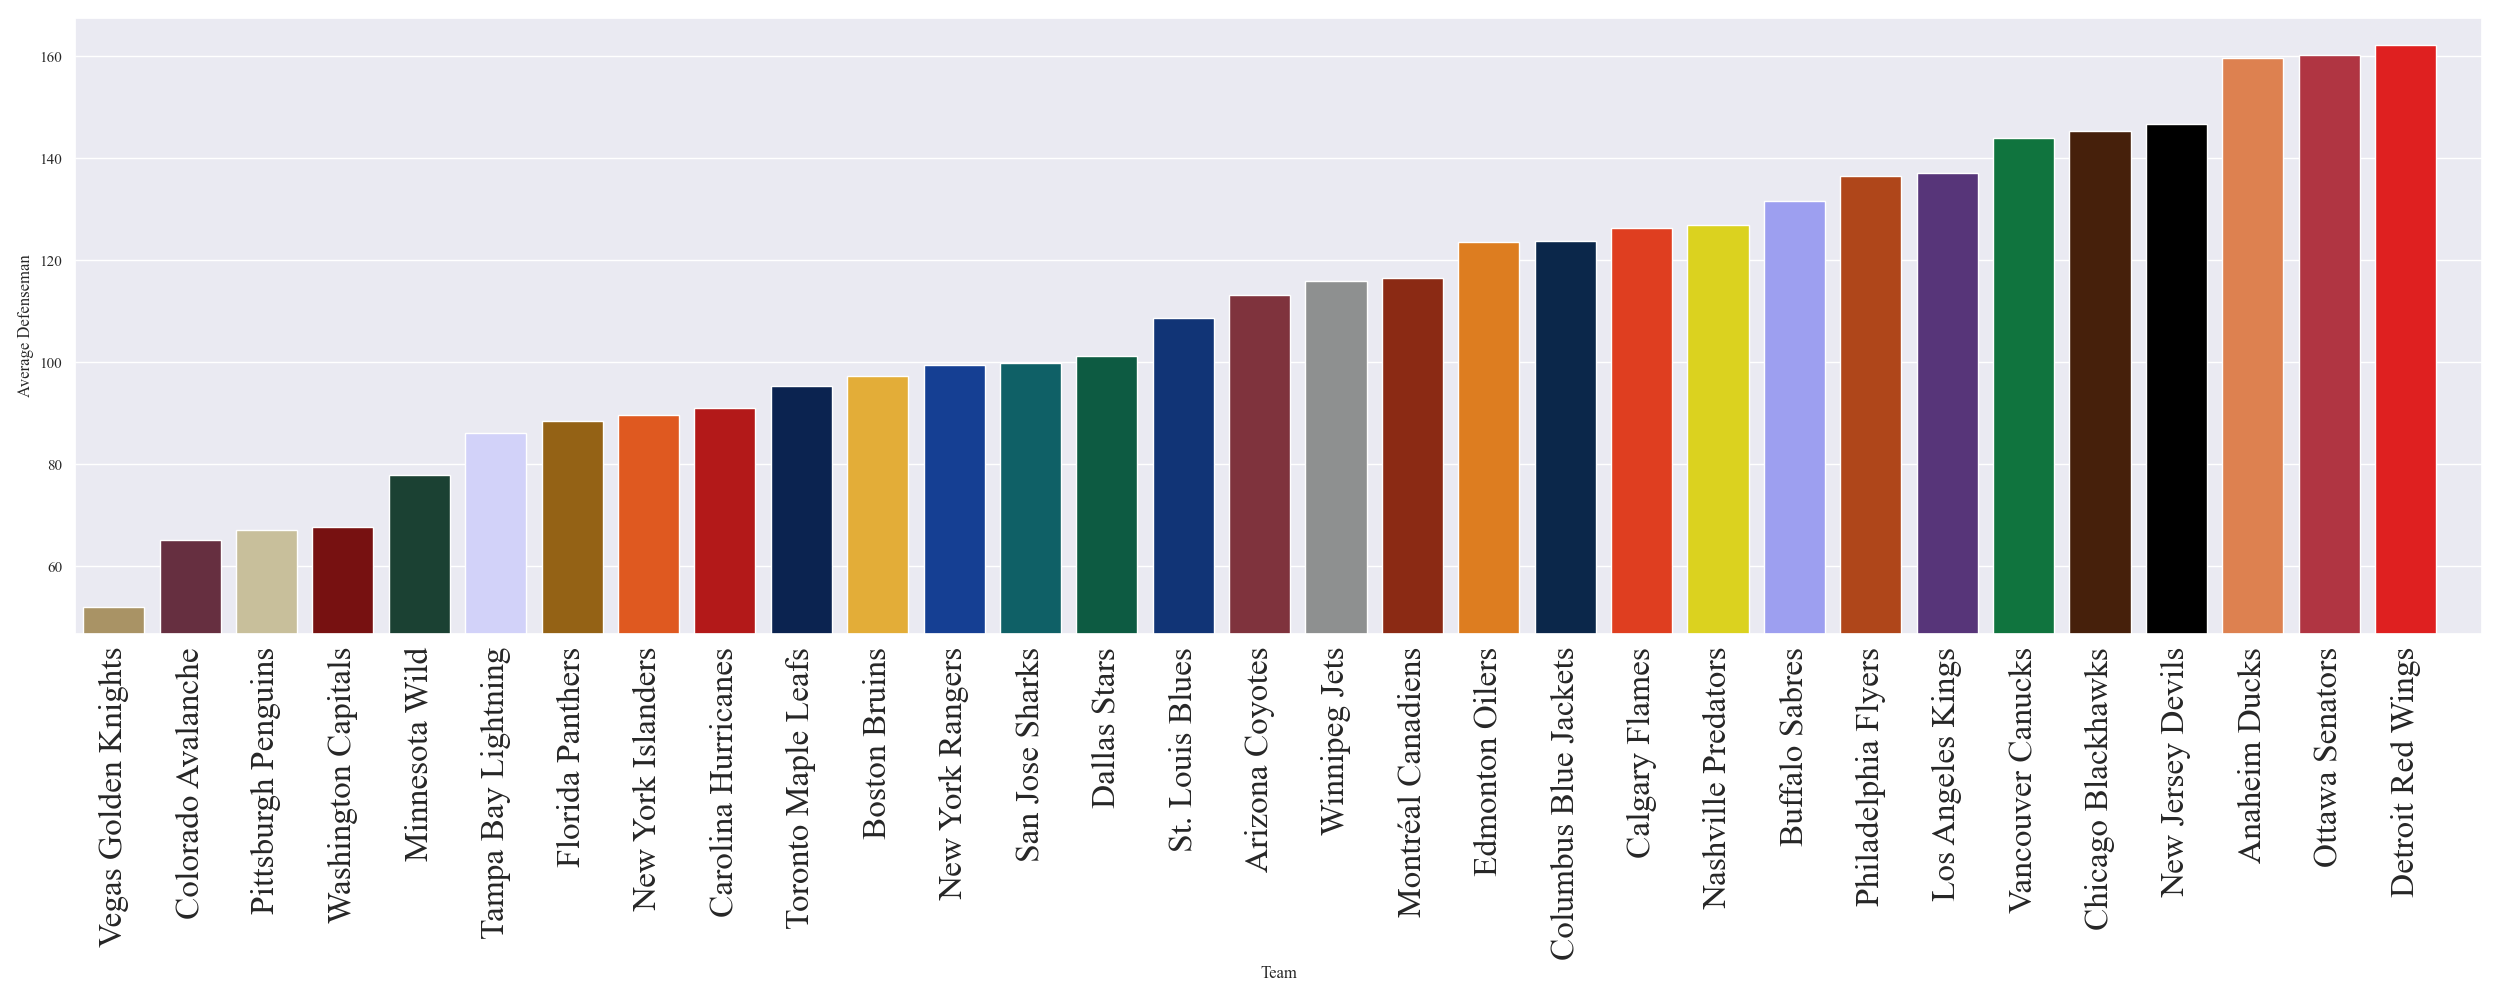 160
140
120
100
80
60
Average Defenseman
Vegas Golden Knights
Colorado Avalanche
Pittsburgh Penguins
Washington Capitals
Minnesota Wild
Tampa Bay Lightning
Florida Panthers
New York Islanders
Carolina Hurricanes
Toronto Maple Leafs
Boston Bruins
New York Rangers
San Jose Sharks
Dallas Stars
St. Louis Blues
Arizona Coyotes
Winnipeg Jets
Montréal Canadiens
Edmonton Oilers
Columbus Blue Jackets
Calgary Flames
Nashville Predators
Buffalo Sabres
Philadelphia Flyers
Los Angeles Kings
Vancouver Canucks
Chicago Blackhawks
New Jersey Devils
Anaheim Ducks
Ottawa Senators
Detroit Red Wings
Team